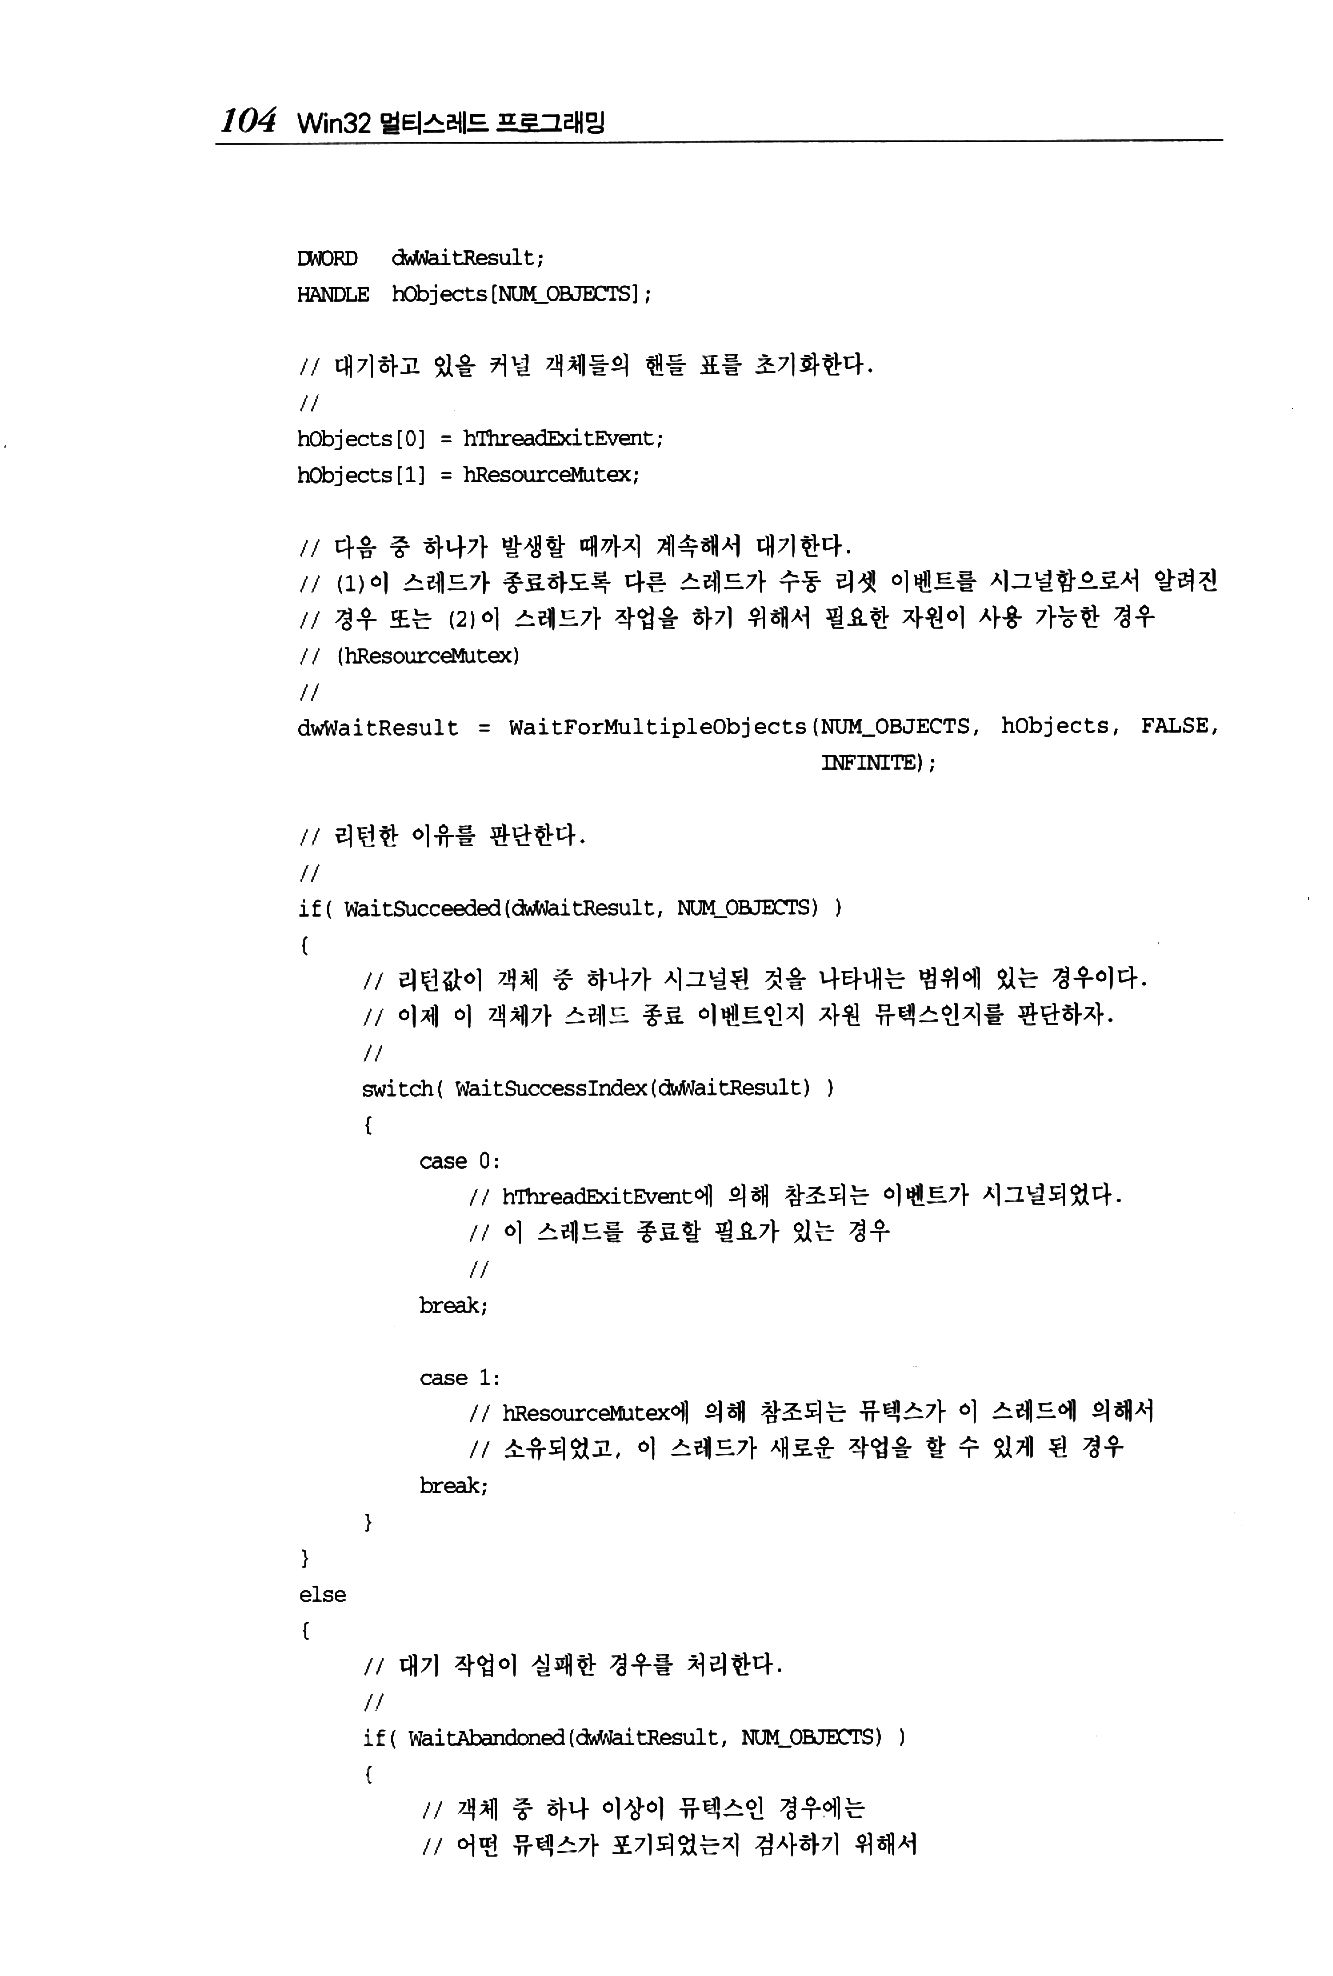 104 Win32 멀티스레드 프로그래밍
DWORD dwWaitResult;
HANDLE hObjects[NUM_OBJECTS];
// 대기하고 있을 커널 객체들의 핸들 표를 초기화한다.
//
hObjects[0] = hThreadExitEvent;
hObjects[1] = hResourceMutex;
// 다음 중 하나가 발생할 때까지 계속해서 대기한다.
// (1)이 스레드가 종료하도록 다른 스레드가 수동 리셋 이벤트를 시그널함으로서 알려진
// 경우 또는 (2)이 스레드가 작업을 하기 위해서 필요한 자원이 사용 가능한 경우
// (hResourceMutex)
//
dwWaitResult = WaitForMultipleObjects(NUM_OBJECTS, hObjects, FALSE,
INFINITE);
// 리턴한 이유를 판단한다.
//
if( WaitSucceeded(dwWaitResult, NUM_OBJECTS) )
{
// 리턴값이 객체 중 하나가 시그널된 것을 나타내는 범위에 있는 경우이다.
// 이제 이 객체가 스레드 종료 이벤트인지 자원 뮤텍스인지를 판단하자.
//
switch( WaitSuccessIndex(dwWaitResult) )
{
case 0:
// hThreadExitEvent에 의해 참조되는 이벤트가 시그널되었다.
// 이 스레드를 종료할 필요가 있는 경우
//
break;
case 1:
// hResourceMutex에 의해 참조되는 뮤텍스가 이 스레드에 의해서
// 소유되었고, 이 스레드가 새로운 작업을 할 수 있게 된 경우
break;
}
}
else
{
// 대기 작업이 실패한 경우를 처리한다.
//
if( WaitAbandoned(dwWaitResult, NUM_OBJECTS) )
{
// 객체 중 하나 이상이 뮤텍스인 경우에는
// 어떤 뮤텍스가 포기되었는지 검사하기 위해서